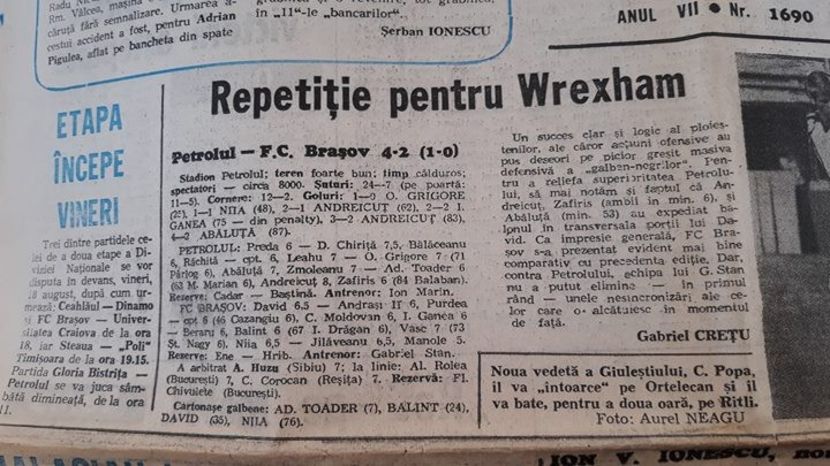 Radu
Rm. Vâlcea, mașina
căruță fără semnalizare. Urmarea a-
cestui accident a fost, pentru Adrian
Pigulea, aflat pe bancheta din spate
în „11“-le „bancarilor“.
Șerban IONESCU
ANUL VII • Nr. 1690
ETAPA
ÎNCEPE
VINERI
Trei dintre partidele ce-
lei de a doua etape a Di-
viziei Naționale se vor
disputa în devans, vineri,
18 august, după cum ur-
mează: Ceahlăul — Dinamo
și FC Brașov — Univer-
sitatea Craiova de la ora
18, iar Steaua — „Poli“
Timișoara de la ora 19.15.
Partida Gloria Bistrița —
Petrolul se va juca sâm-
bătă dimineață, de la ora
11.
Repetiție pentru Wrexham
Petrolul — F.C. Brașov 4-2 (1-0)
Stadion Petrolul; teren foarte bun; timp călduros;
spectatori — circa 8000. Șuturi: 24—7 (pe poartă:
11—5). Cornere: 12—2. Goluri: 1—0 O. GRIGORE
(25), 1—1 NIJA (48), 2—1 ANDREICUȚ (62), 2—2 I.
GANEA (75 — din penalty), 3—2 ANDREICUȚ (83),
4—2 ABĂLUȚĂ (87).
PETROLUL: Preda 6 — D. Chiriță 7,5, Bălăceanu
6, Răchită — cpt. 6, Leahu 7 — O. Grigore 7 (71
Pârlog 6), Abăluță 7, Zmoleanu 7 — Ad. Toader 6
(63 M. Marian 6), Andreicuț 8, Zafiris 6 (84 Balaban).
Rezerve: Cadar — Baștină. Antrenor: Ion Marin.
FC BRAȘOV: David 6.5 — Andrași II 6, Purdea
— cpt 6 (46 Cazangiu 6), C. Moldovan 6, I. Ganea 6
— Beraru 6, Balint 6 (67 I. Drăgan 6), Vasc 7 (73
Șt. Nagy 6), Nija 6,5 — Jilăveanu 6,5, Manole 5.
Rezerve: Ene — Hrib. Antrenor: Gabriel Stan.
A arbitrat A. Huzu (Sibiu) 7; la linie: Al. Rolea
(București) 7, C. Corocan (Reșița) 7. Rezervă: Fl.
Chivulete (București).
Cartonașe galbene: AD. TOADER (7), BALINT (24),
DAVID (35), NIJA (76).
Un succes clar și logic al ploieș-
tenilor, ale căror acțiuni ofensive au
pus deseori pe picior greșit masiva
defensivă a „galben-negrilor“. Pen-
tru a reliefa superioritatea Petrolu-
lui, să mai notăm și faptul că An-
dreicuț, Zafiris (ambii în min. 6), și
Abăluță (min. 53) au expediat ba-
lonul în transversala porții lui Da-
vid. Ca impresie generală, FC Bra-
șov s-a prezentat evident mai bine
comparativ cu precedenta ediție. Dar,
contra Petrolului, echipa lui G. Stan
nu a putut elimina — în primul
rând — unele nesincronizări ale ce-
lor care o alcătuiesc în momentul
de față.
Gabriel CREȚU
Noua vedetă a Giuleștiului, C. Popa,
îl va „întoarce“ pe Ortelecan și îl
va bate, pentru a doua oară, pe Ritli.
Foto: Aurel NEAGU
ION V. IONESCU,